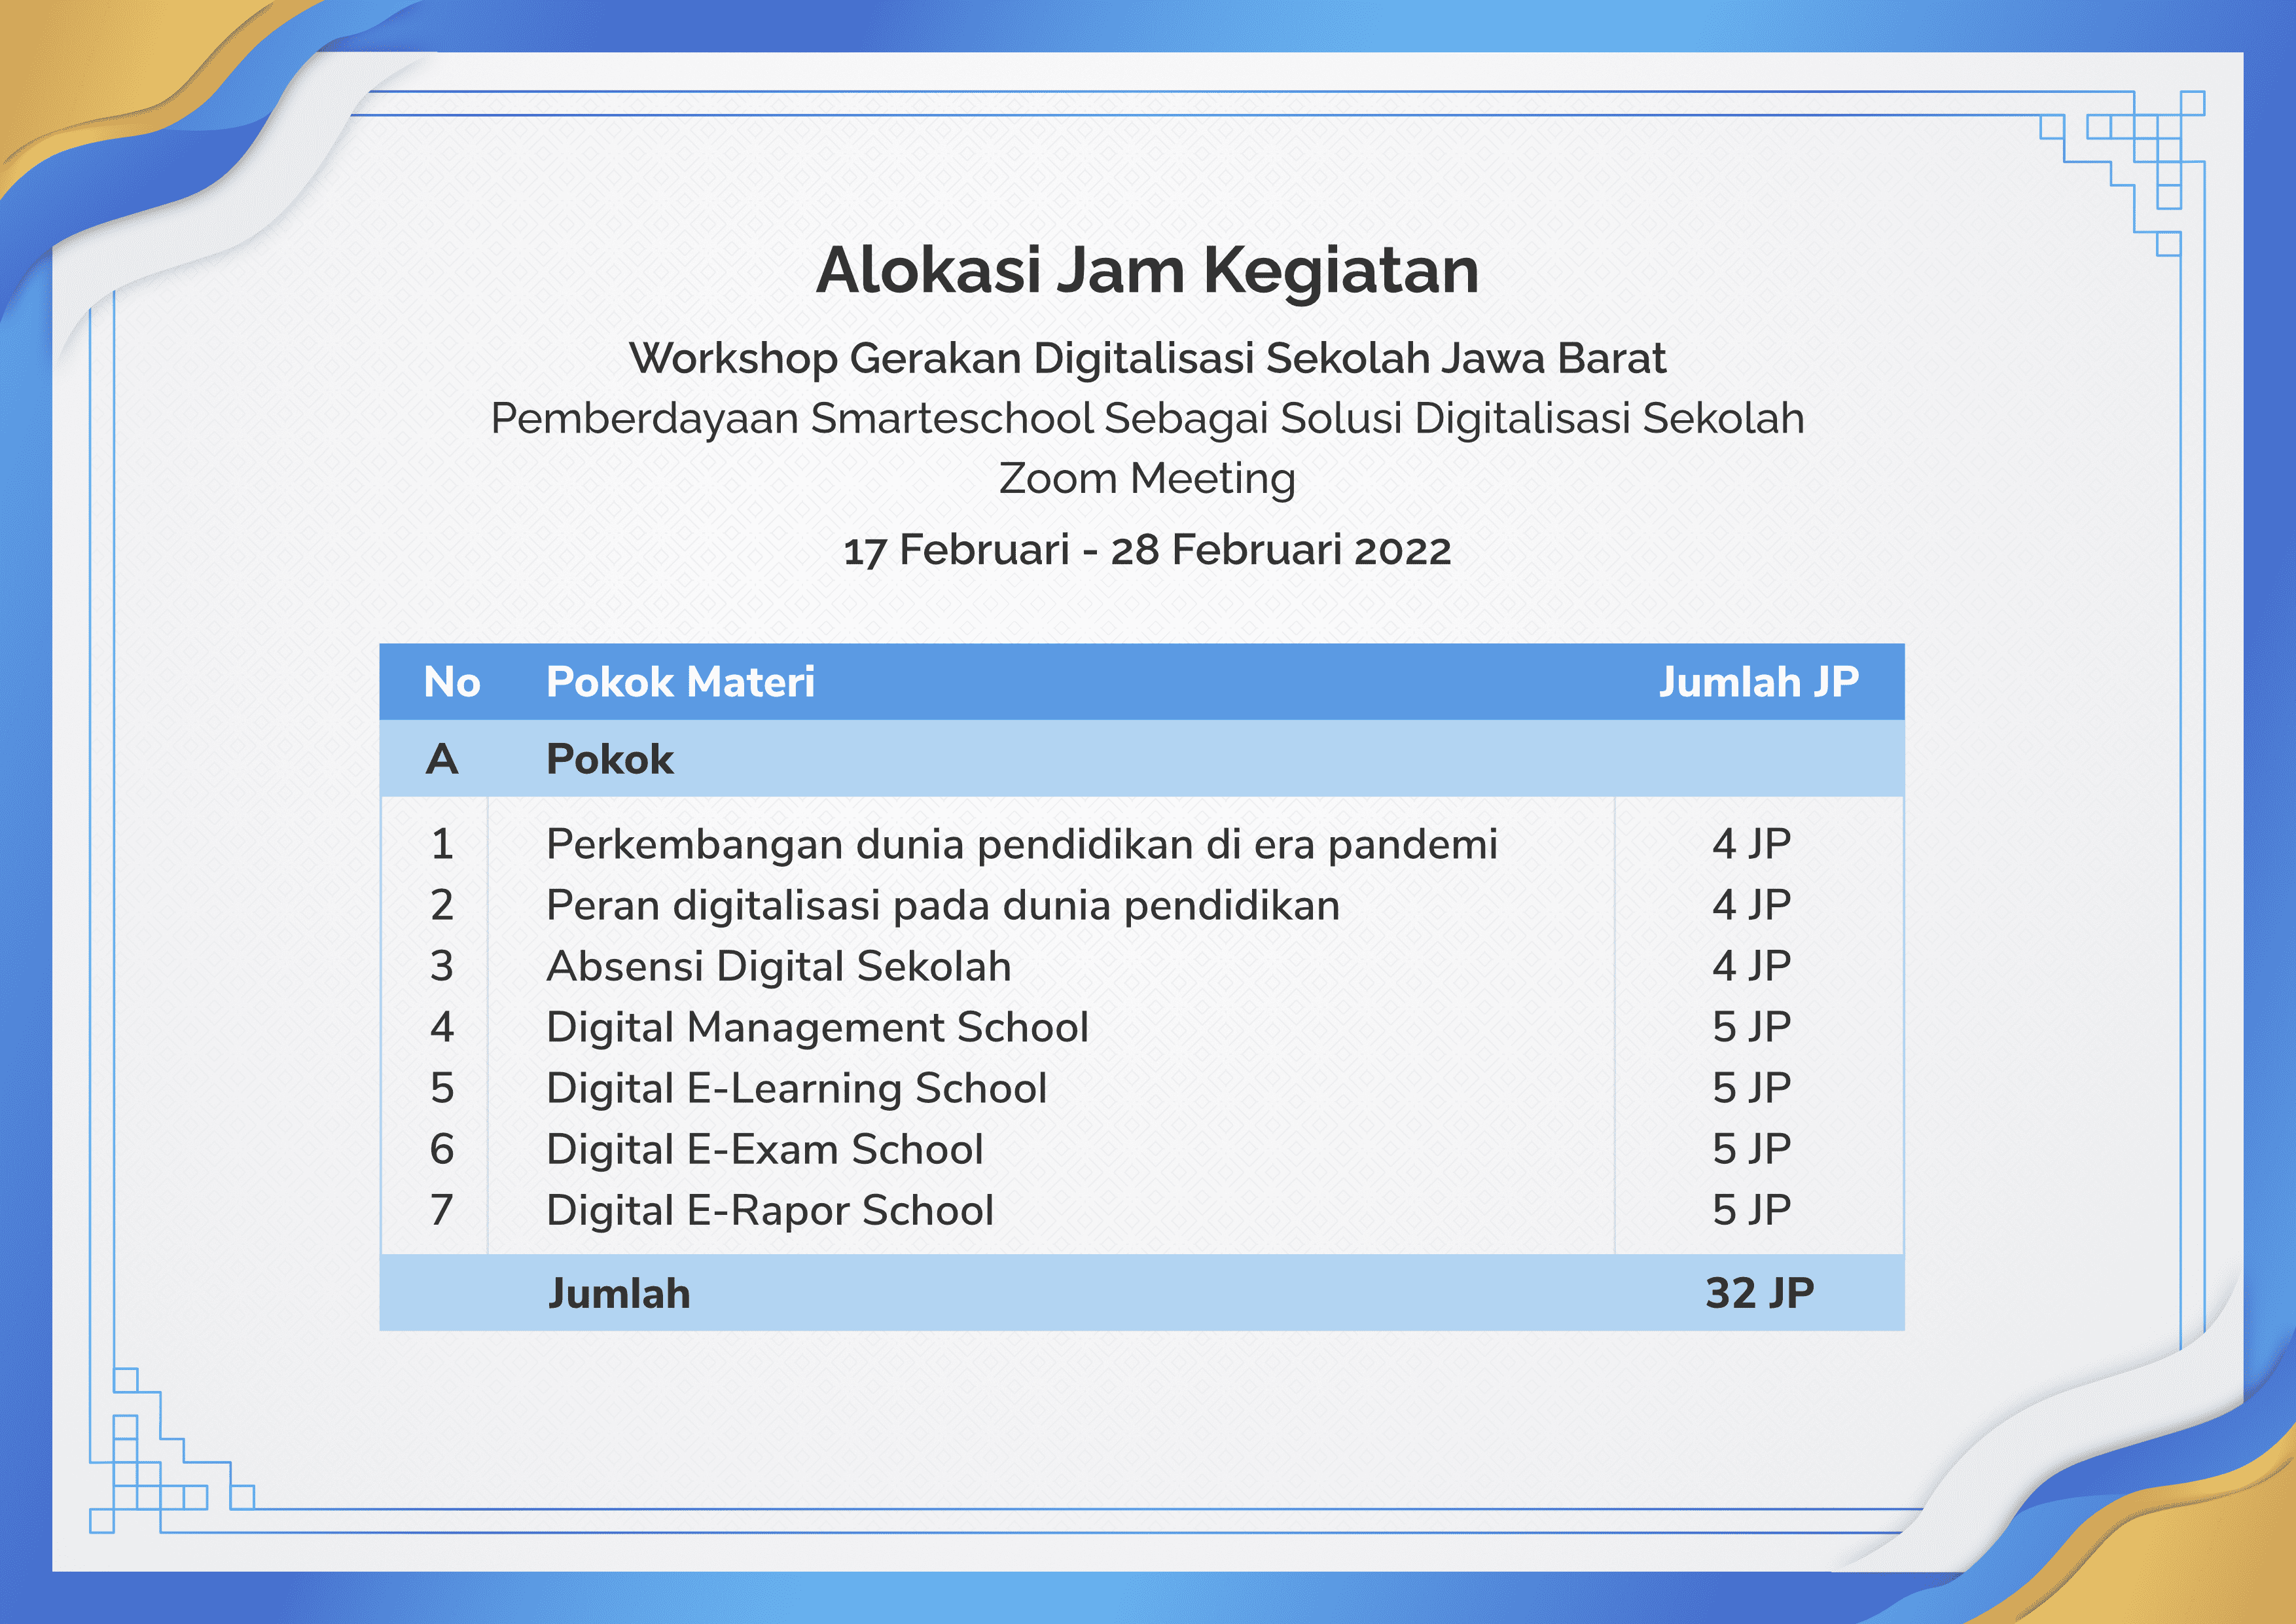 Alokasi Jam Kegiatan
Workshop Gerakan Digitalisasi Sekolah Jawa Barat
Pemberdayaan Smarteschool Sebagai Solusi Digitalisasi Sekolah
Zoom Meeting
17 Februari - 28 Februari 2022
No Pokok Materi Jumlah JP
A Pokok
1 Perkembangan dunia pendidikan di era pandemi 4 JP
2 Peran digitalisasi pada dunia pendidikan 4 JP
3 Absensi Digital Sekolah 4 JP
4 Digital Management School 5 JP
5 Digital E-Learning School 5 JP
6 Digital E-Exam School 5 JP
7 Digital E-Rapor School 5 JP
Jumlah 32 JP